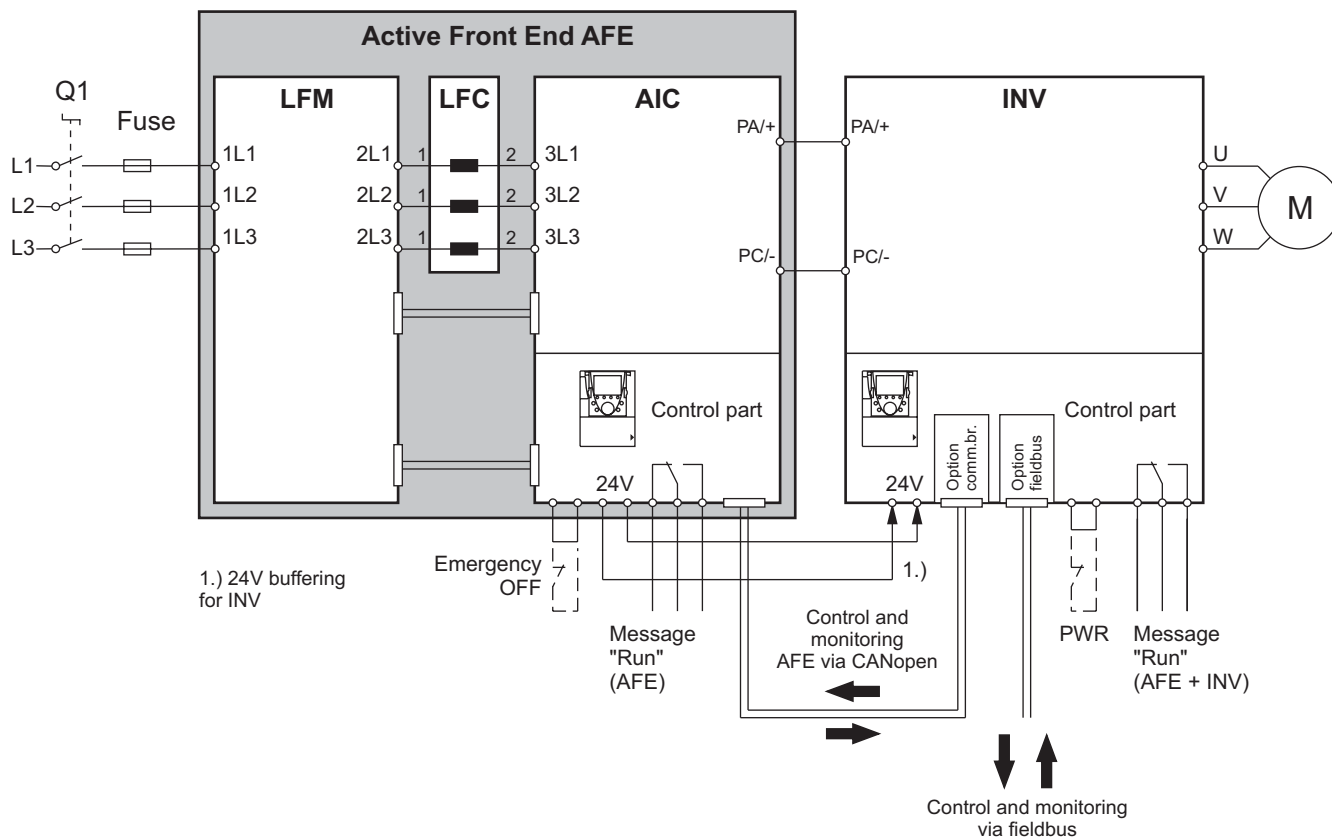 Active Front End AFE
Q1
Fuse
LFM
LFC
AIC
INV
PA/+
PA/+
L1
1L1
2L1
1
2
3L1
U
L2
1L2
2L2
1
2
3L2
V
M
L3
1L3
2L3
1
2
3L3
W
PC/-
PC/-
Control part
Control part
Option
comm.br.
Option
fieldbus
24V
24V
1.) 24V buffering
for INV
Emergency
OFF
1.)
Message
"Run"
(AFE)
Control and
monitoring
AFE via CANopen
PWR
Message
"Run"
(AFE + INV)
Control and monitoring
via fieldbus